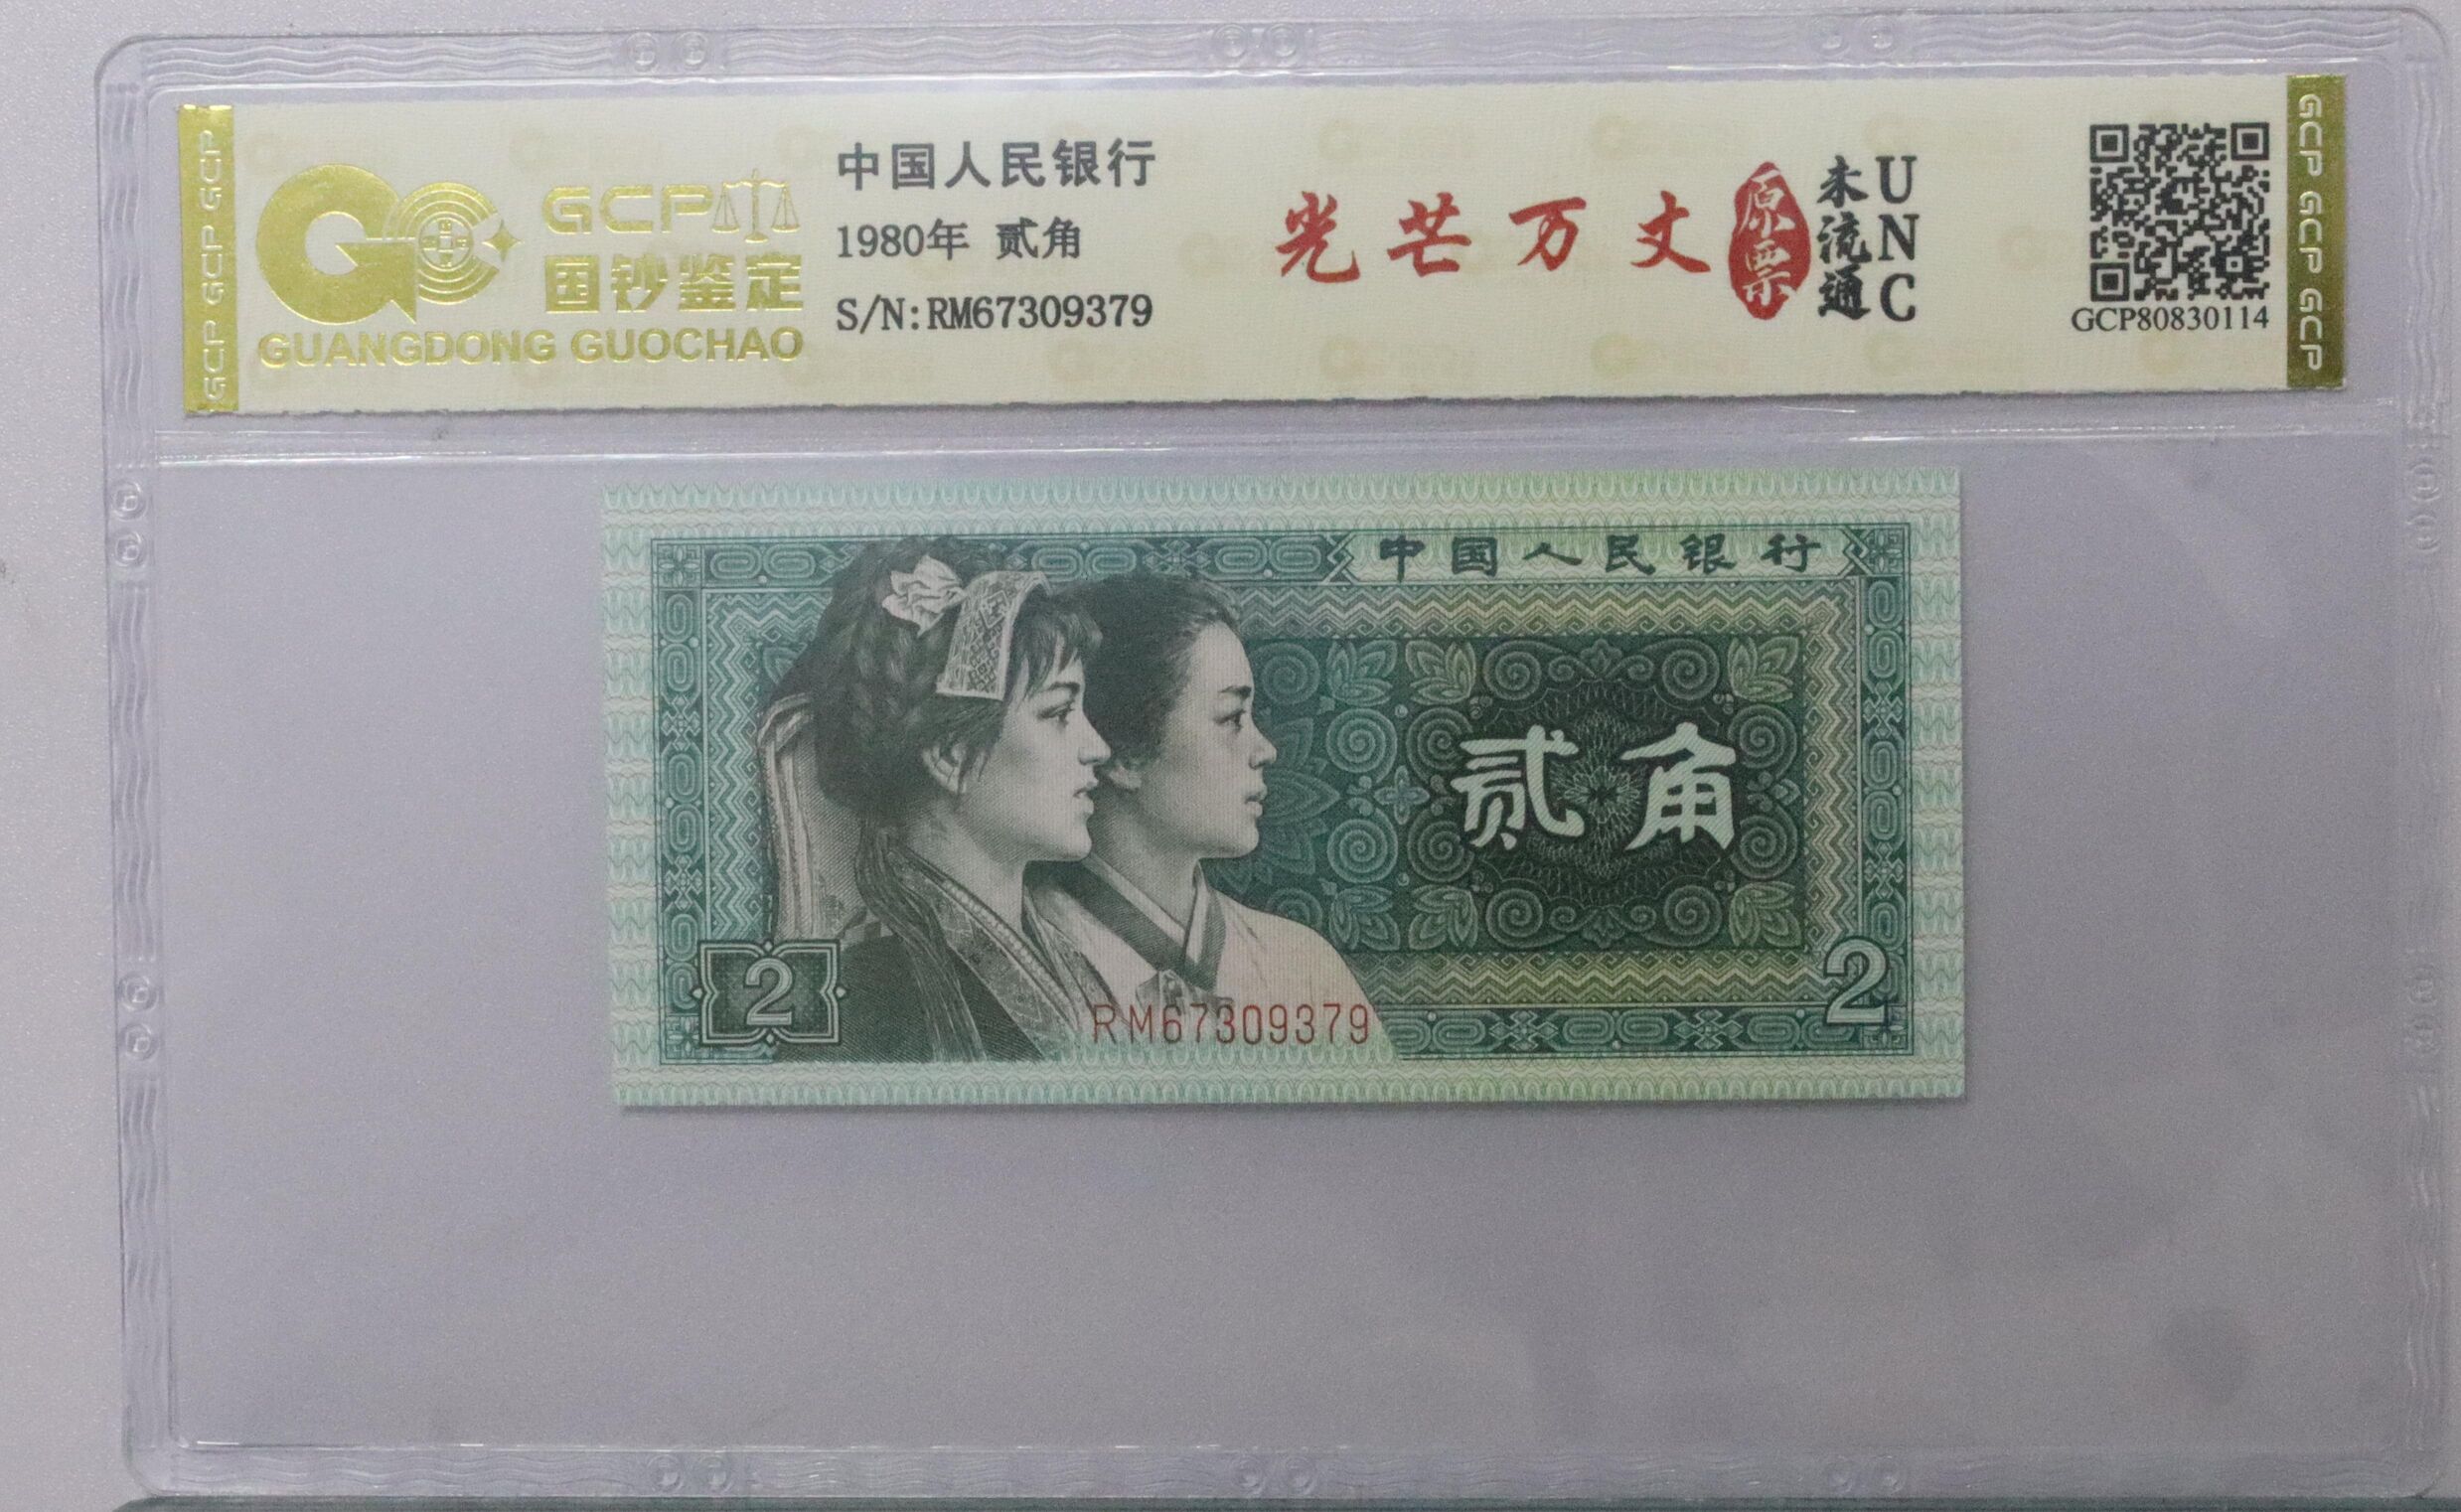 GCP GCP GCP
GCP
国钞鉴定
GUANGDONG GUOCHAO
中国人民银行
1980年 贰角
S/N:RM67309379
光芒万丈
原票
未流通
UNC
GCP80830114
GCP GCP GCP
中国人民银行
贰角
2
2
RM67309379